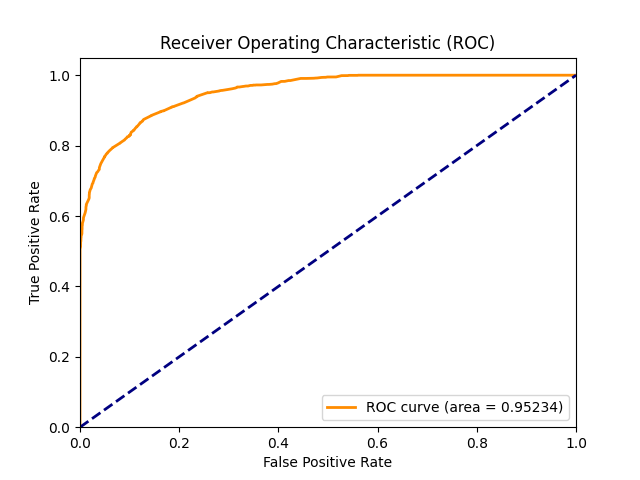 Receiver Operating Characteristic (ROC)
True Positive Rate
1.0
0.8
0.6
0.4
0.2
0.0
ROC curve (area = 0.95234)
0.0 0.2 0.4 0.6 0.8 1.0
False Positive Rate